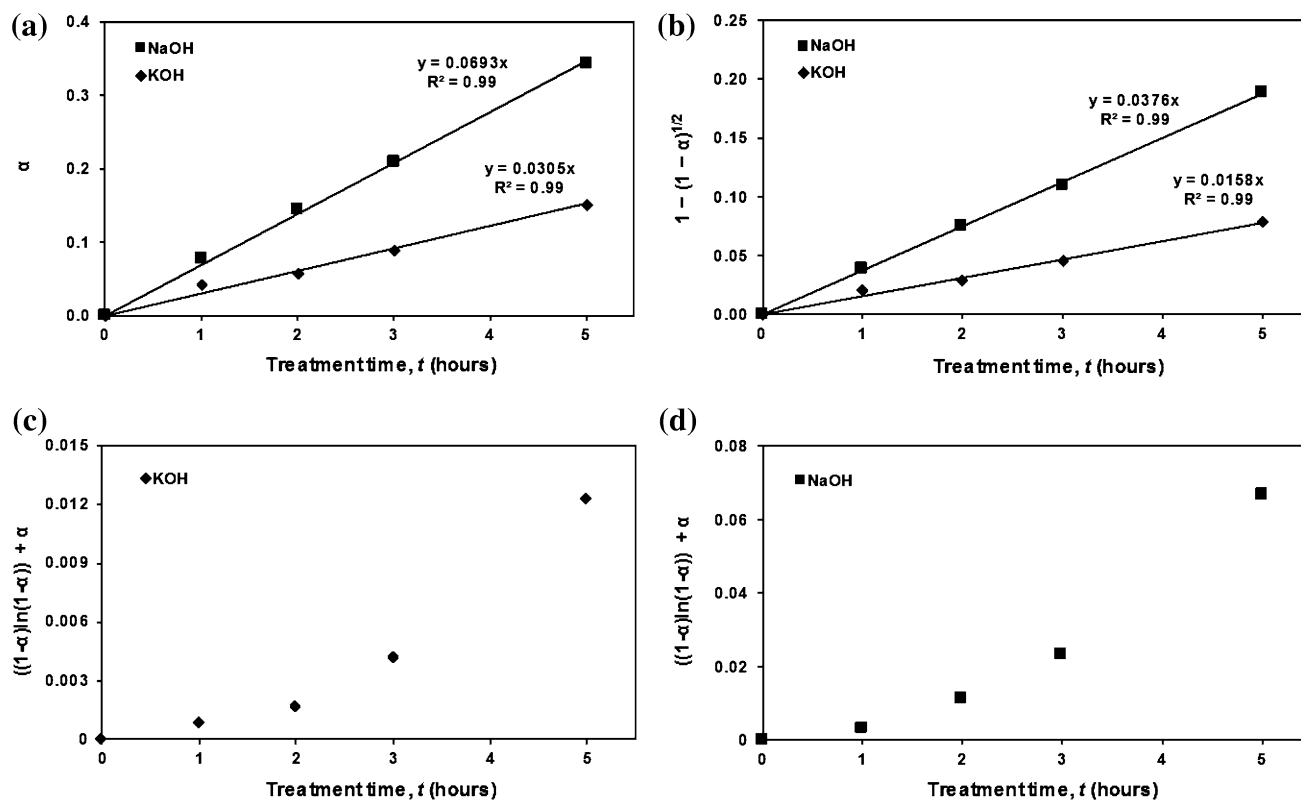 (a)
0.4
0.3
0.2
0.1
0.0
α
NaOH
KOH
y = 0.0693x
R² = 0.99
y = 0.0305x
R² = 0.99
0 1 2 3 4 5
Treatment time, t (hours)
(b)
0.25
0.20
0.15
0.10
0.05
0.00
1 – (1 – α)^1/2
NaOH
KOH
y = 0.0376x
R² = 0.99
y = 0.0158x
R² = 0.99
0 1 2 3 4 5
Treatment time, t (hours)
(c)
0.015
0.012
0.009
0.006
0.003
0
((1-α)ln(1-α)) + α
KOH
0 1 2 3 4 5
Treatment time, t (hours)
(d)
0.08
0.06
0.04
0.02
0
((1-α)ln(1-α)) + α
NaOH
0 1 2 3 4 5
Treatment time, t (hours)